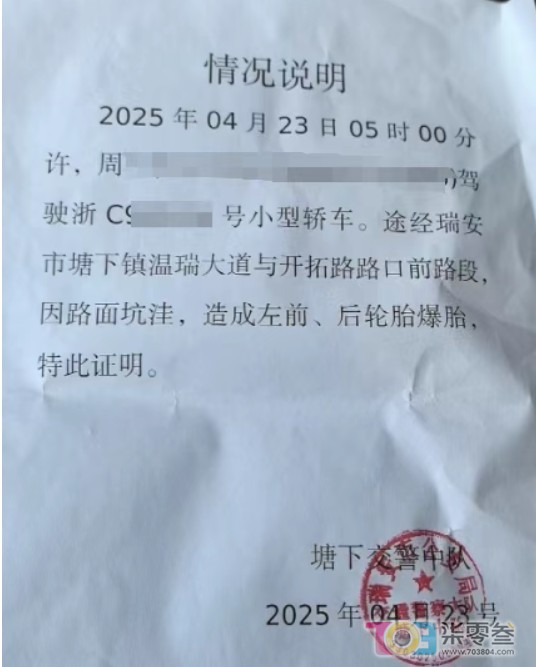 情况说明
2025年04月23日05时00分
许，周 )驾
驶浙C9 号小型轿车。途经瑞安
市塘下镇温瑞大道与开拓路路口前路段，
因路面坑洼，造成左前、后轮胎爆胎，
特此证明。
塘下交警中队
2025年04月23号
柒零叁
www.703804.com